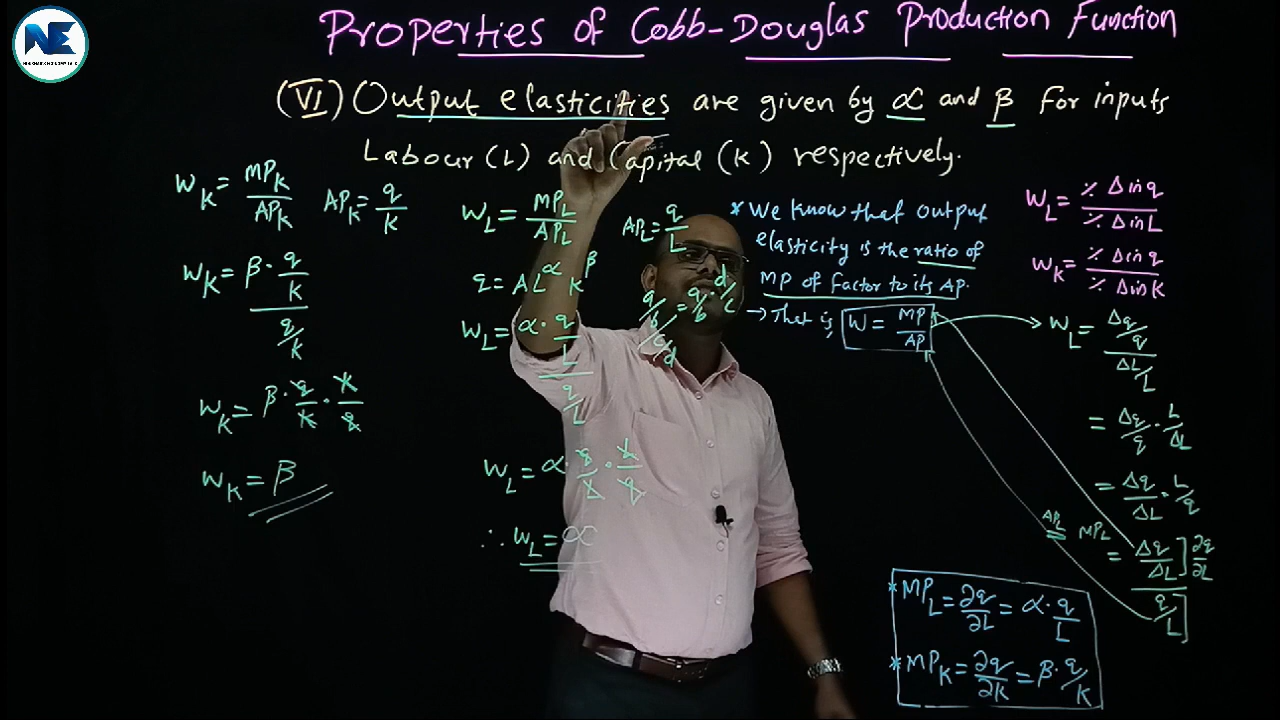 NE
Properties of Cobb-Douglas Production Function
(VI) Output elasticities are given by α and β for inputs
Labour (L) and Capital (K) respectively.
W_K = MP_K / AP_K   AP_K = q/K
W_K = β·q/K / q/K
W_K = β·q/K·K/q
W_K = β
W_L = MP_L / AP_L   AP_L = q/L
q = AL^α K^β
W_L = α·q/L / q/L
a/b / c/d = a/b · d/c
W_L = α·q/L·L/q
∴ W_L = α
* We know that output
elasticity is the ratio of
MP of factor to its AP.
→ That is, W = MP/AP
W_L = % Δ in q / % Δ in L
W_K = % Δ in q / % Δ in K
W_L = Δq/q / ΔL/L
= Δq/q · L/ΔL
= Δq/ΔL · L/q
AP_L = MP_L = Δq/ΔL ] ∂q/∂L
q/L ]
* MP_L = ∂q/∂L = α·q/L
* MP_K = ∂q/∂K = β·q/K